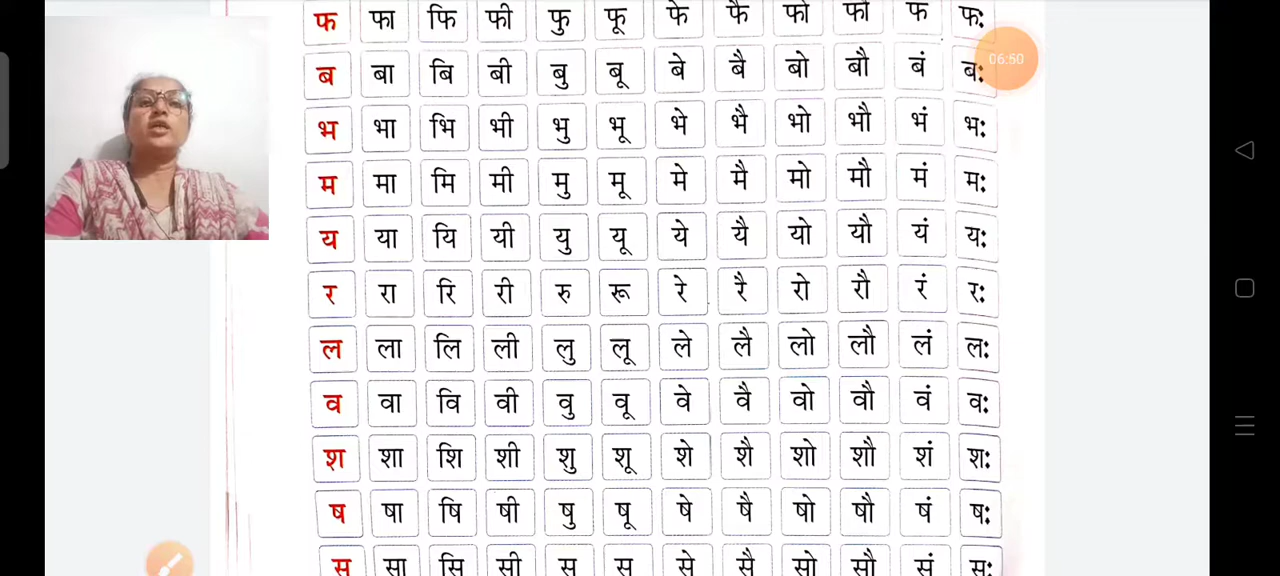 फ फा फि फी फु फू फे फै फो फौ फ फः
ब बा बि बी बु बू बे बै बो बौ बं बः
06:50
भ भा भि भी भु भू भे भै भो भौ भं भः
म मा मि मी मु मू मे मै मो मौ मं मः
य या यि यी यु यू ये यै यो यौ यं यः
र रा रि री रु रू रे रै रो रौ रं रः
ल ला लि ली लु लू ले लै लो लौ लं लः
व वा वि वी वु वू वे वै वो वौ वं वः
श शा शि शी शु शू शे शै शो शौ शं शः
ष षा षि षी षु षू षे षै षो षौ षं षः
स सा सि सी से सै सो सौ सं सः